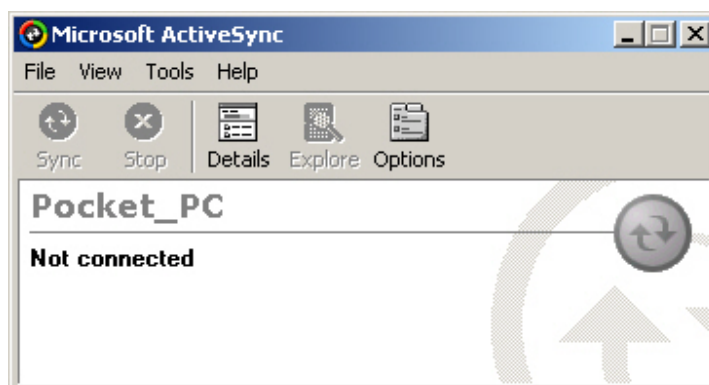 Microsoft ActiveSync
File View Tools Help
Sync Stop Details Explore Options
Pocket_PC
Not connected